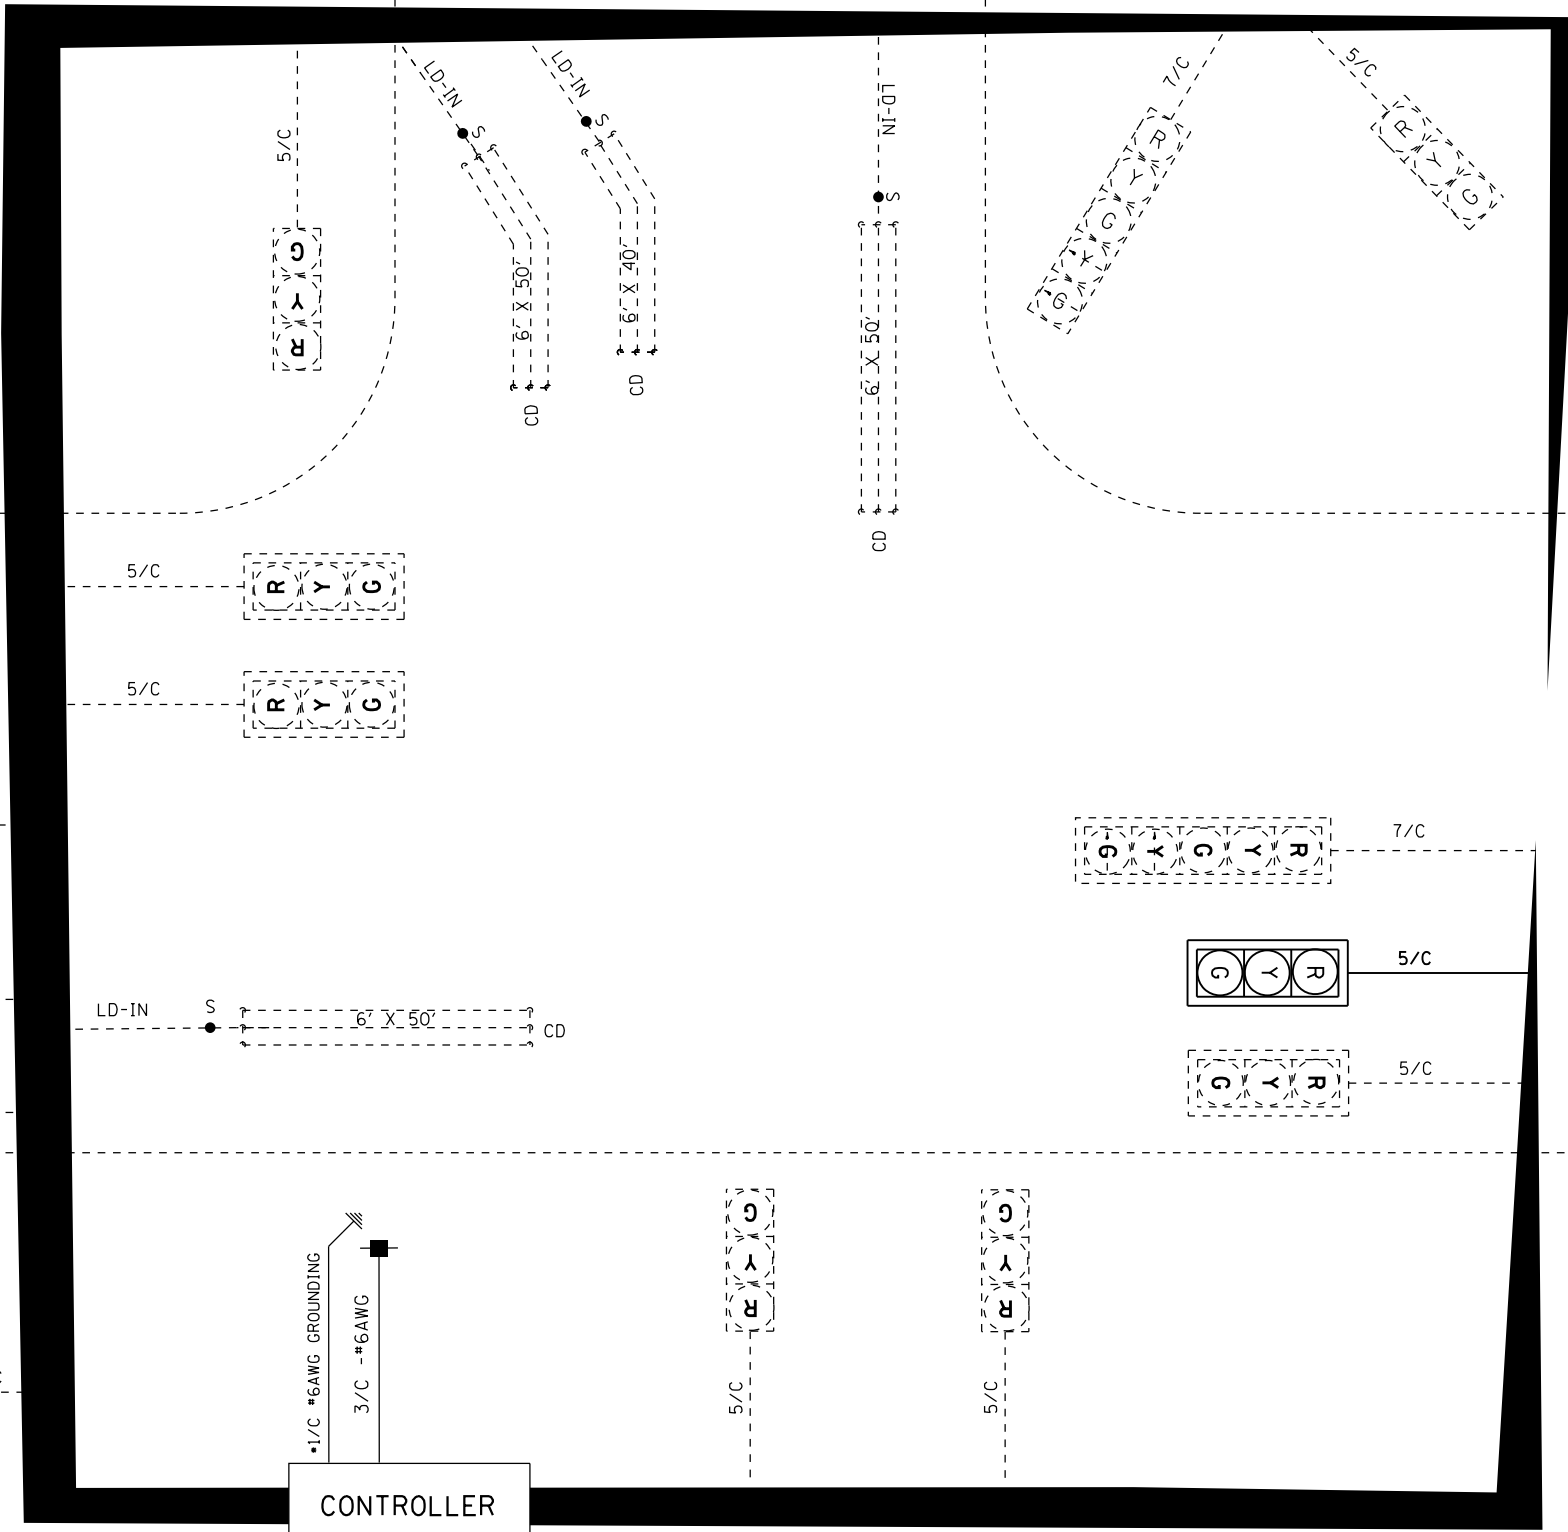 LD-IN
LD-IN
LD-IN
7/C
5/C
5/C
S
S
S
G
Y
R
R
Y
G
Y
G
R
Y
G
6' X 50'
6' X 40'
6' X 50'
CD
CD
CD
5/C
R Y G
5/C
R Y G
G Y G Y R
7/C
G Y R
5/C
LD-IN
S
6' X 50'
CD
G Y R
5/C
*1/C #6AWG GROUNDING
3/C -#6AWG
G
Y
R
5/C
G
Y
R
5/C
CONTROLLER